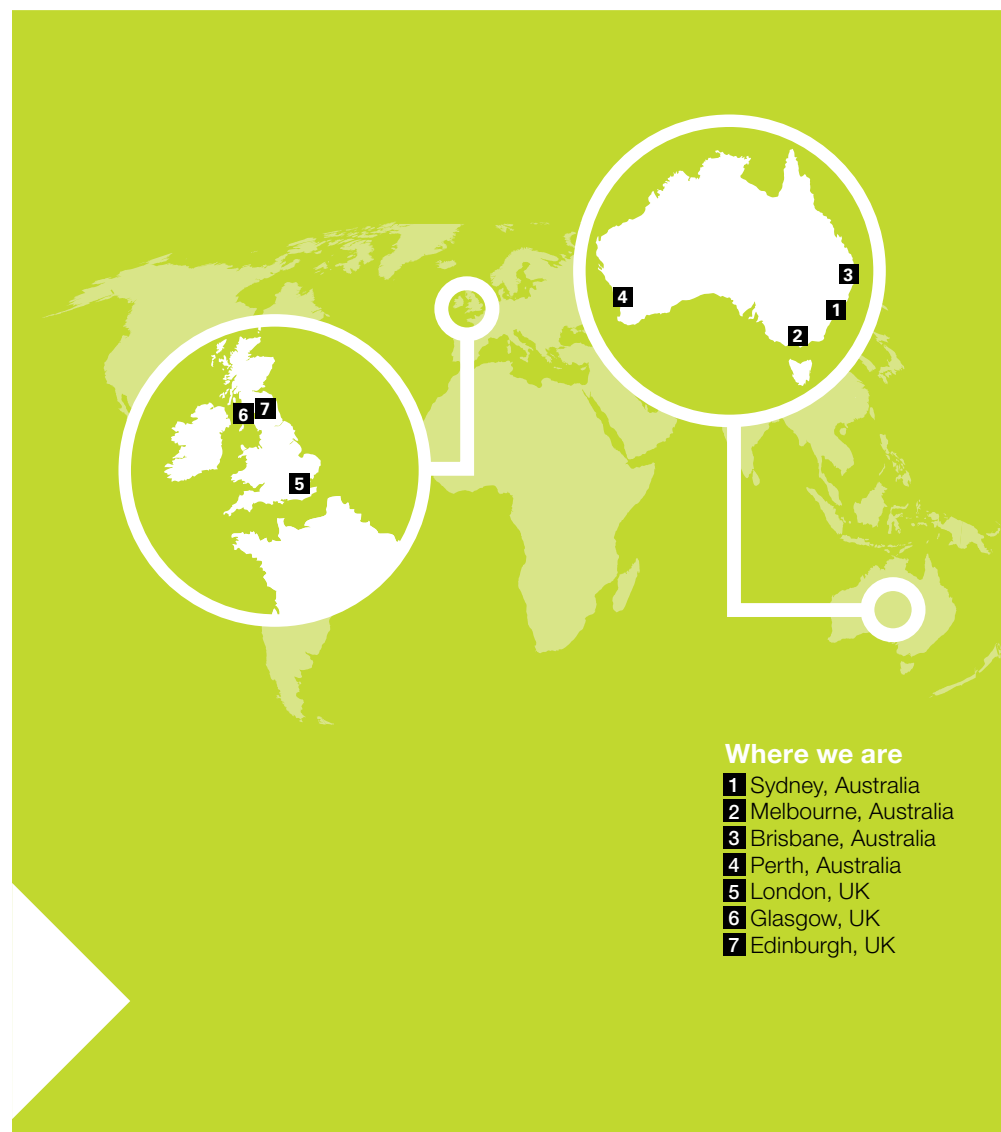 3
4
1
2
6 7
5
Where we are
1 Sydney, Australia
2 Melbourne, Australia
3 Brisbane, Australia
4 Perth, Australia
5 London, UK
6 Glasgow, UK
7 Edinburgh, UK